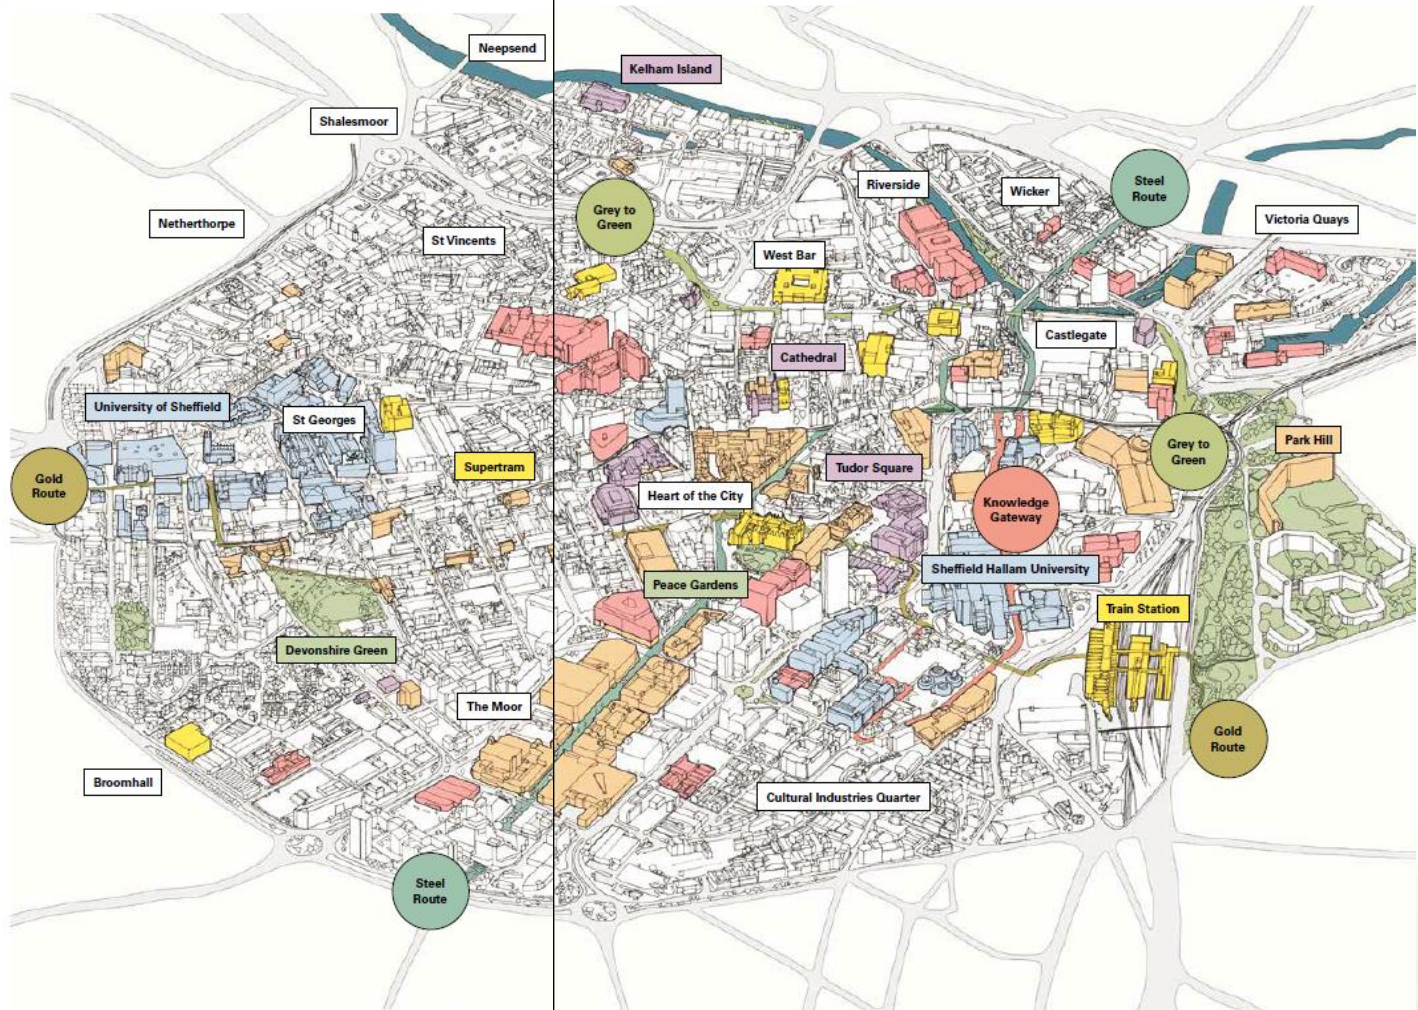 Neepsend
Kelham Island
Shalesmoor
Riverside
Wicker
Steel
Route
Grey to
Green
Netherthorpe
Victoria Quays
St Vincents
West Bar
Castlegate
Cathedral
University of Sheffield
St Georges
Grey to
Green
Park Hill
Supertram
Tudor Square
Gold
Route
Heart of the City
Knowledge
Gateway
Sheffield Hallam University
Peace Gardens
Train Station
Devonshire Green
The Moor
Gold
Route
Broomhall
Cultural Industries Quarter
Steel
Route